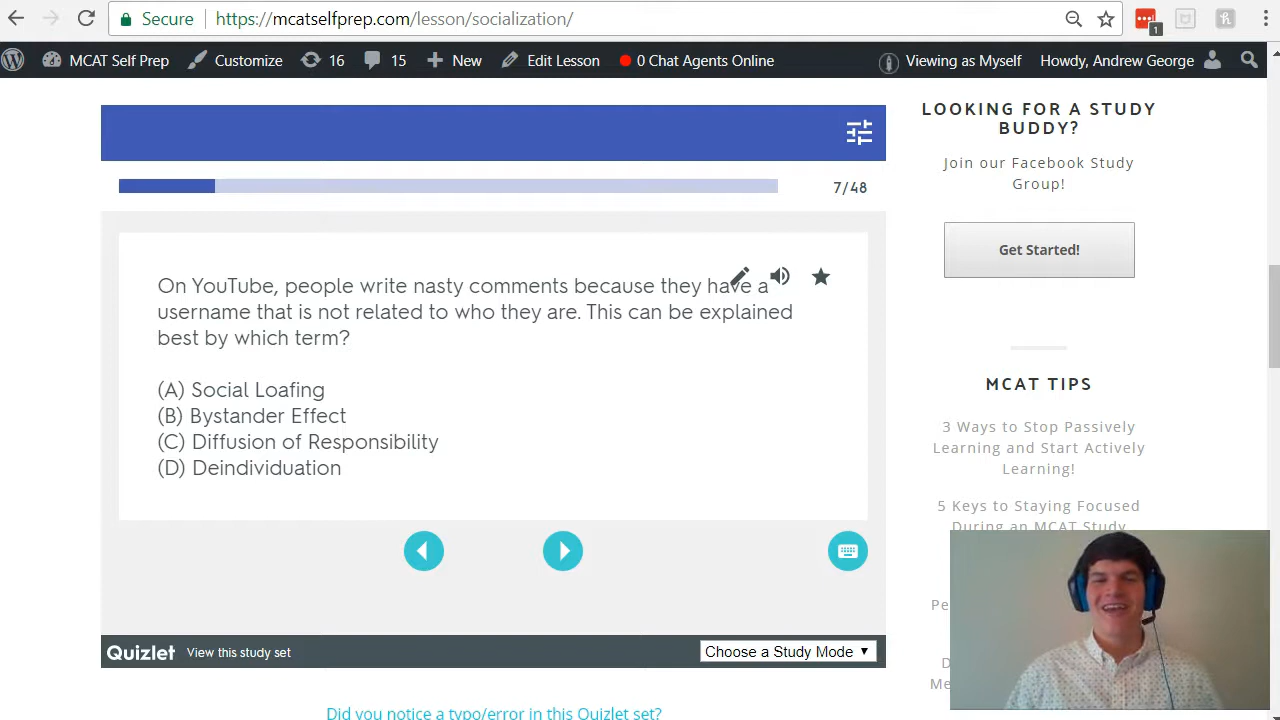 Secure
https://mcatselfprep.com/lesson/socialization/
1
MCAT Self Prep
Customize
16
15
New
Edit Lesson
0 Chat Agents Online
Viewing as Myself
Howdy, Andrew George
7/48
On YouTube, people write nasty comments because they have a
username that is not related to who they are. This can be explained
best by which term?
(A) Social Loafing
(B) Bystander Effect
(C) Diffusion of Responsibility
(D) Deindividuation
Quizlet
View this study set
Choose a Study Mode
Did you notice a typo/error in this Quizlet set?
LOOKING FOR A STUDY
BUDDY?
Join our Facebook Study
Group!
Get Started!
MCAT TIPS
3 Ways to Stop Passively
Learning and Start Actively
Learning!
5 Keys to Staying Focused
During an MCAT Study